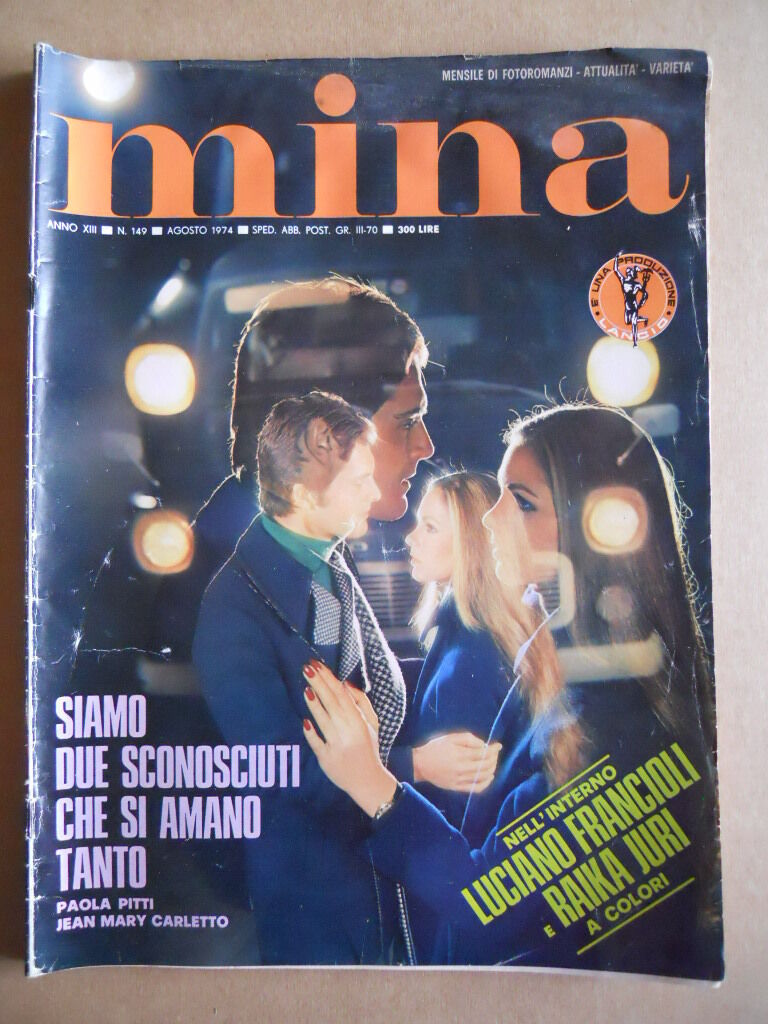 MENSILE DI FOTOROMANZI - ATTUALITA' - VARIETA'
mina
ANNO XIII ■ N. 149 ■ AGOSTO 1974 ■ SPED. ABB. POST. GR. III-70 ■ 300 LIRE
• E UNA PRODUZIONE •
LANCIO
SIAMO
DUE SCONOSCIUTI
CHE SI AMANO
TANTO
PAOLA PITTI
JEAN MARY CARLETTO
NELL'INTERNO
LUCIANO FRANCIOLI
E RAIKA JURI
A COLORI